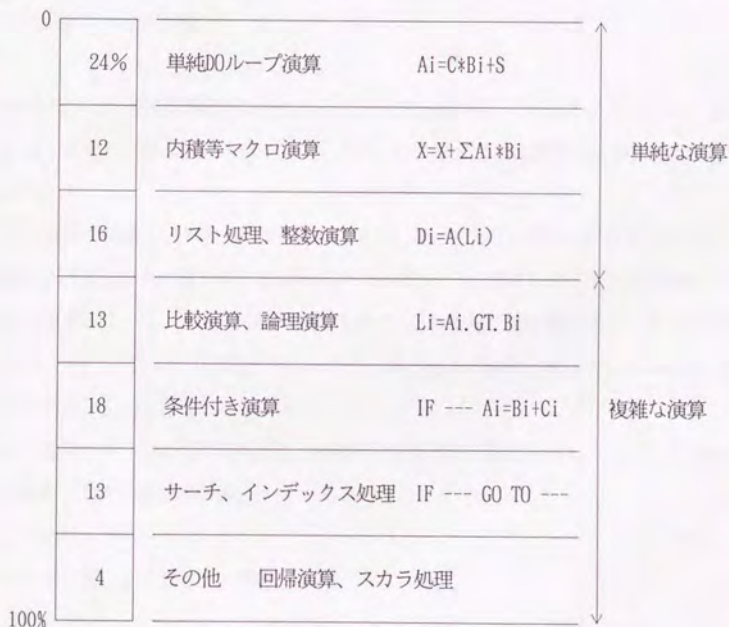 0
24% 単純DOループ演算 Ai=C*Bi+S
12 内積等マクロ演算 X=X+ΣAi*Bi
単純な演算
16 リスト処理、整数演算 Di=A(Li)
13 比較演算、論理演算 Li=Ai.GT.Bi
18 条件付き演算 IF --- Ai=Bi+Ci
複雑な演算
13 サーチ、インデックス処理 IF --- GO TO ---
4 その他 回帰演算、スカラ処理
100%